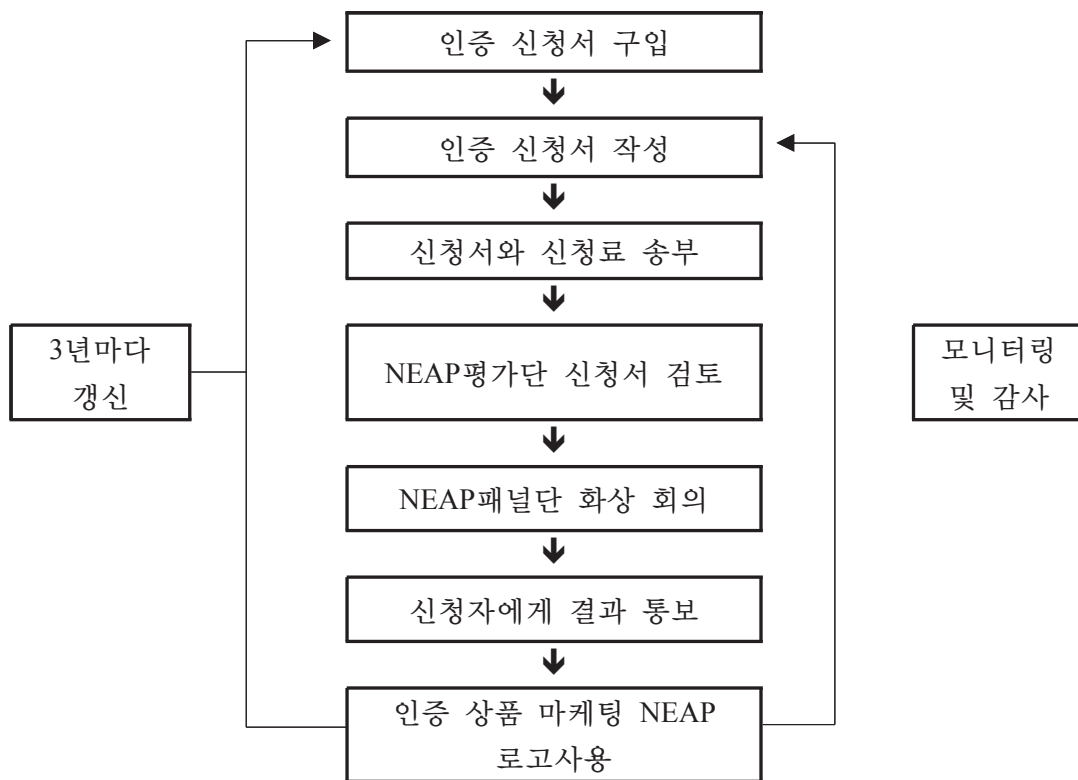 인증 신청서 구입
인증 신청서 작성
신청서와 신청료 송부
3년마다
갱신
NEAP평가단 신청서 검토
모니터링
및 감사
NEAP패널단 화상 회의
신청자에게 결과 통보
인증 상품 마케팅 NEAP
로고사용